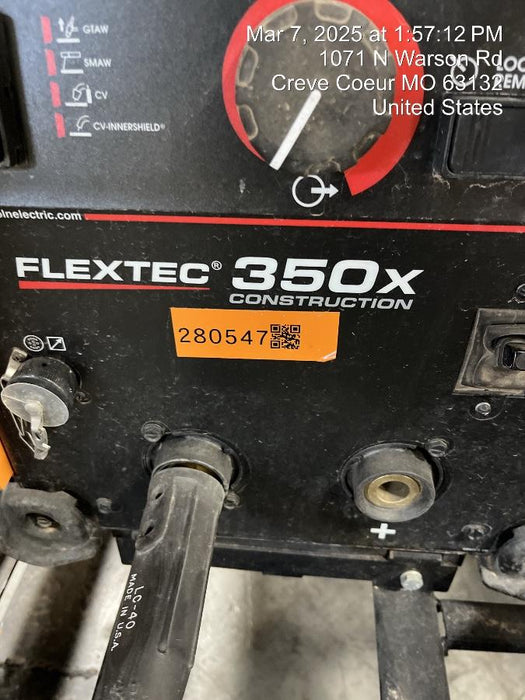 Mar 7, 2025 at 1:57:12 PM
1071 N Warson Rd
Creve Coeur MO 63132
United States
GTAW
SMAW
CV
CV-INNERSHIELD®
FLEXTEC® 350X
CONSTRUCTION
280547
+
LC-40
MADE IN U.S.A.